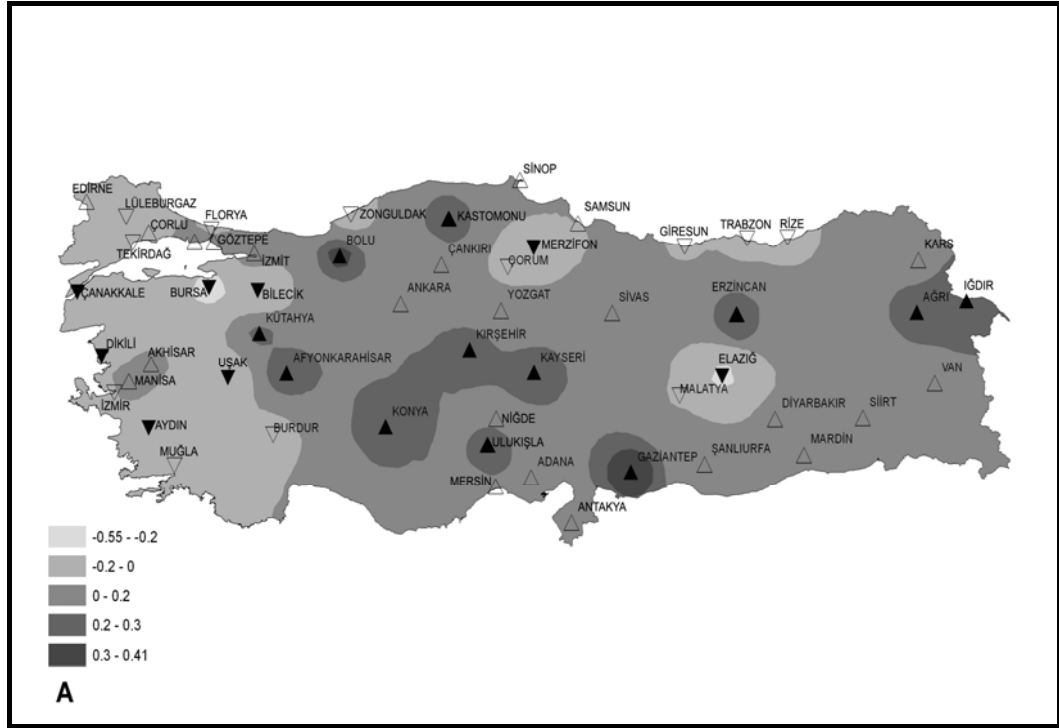 SİNOP
EDİRNE
LÜLEBURGAZ
FLORYA
ZONGULDAK
KASTOMONU
SAMSUN
ÇORLU
GÖZTEPE
TEKİRDAĞ
İZMİT
BOLU
ÇANKIRI
MERZİFON
ÇORUM
GİRESUN
TRABZON
RİZE
KARS
ÇANAKKALE
BURSA
BİLECİK
ANKARA
YOZGAT
SİVAS
ERZİNCAN
AĞRI
IĞDIR
KÜTAHYA
DİKİLİ
AKHİSAR
UŞAK
AFYONKARAHİSAR
KIRŞEHİR
KAYSERİ
ELAZIĞ
MALATYA
VAN
MANİSA
İZMİR
AYDIN
BURDUR
KONYA
NİĞDE
DİYARBAKIR
SİİRT
MUĞLA
ULUKIŞLA
ADANA
MERSİN
GAZİANTEP
ŞANLIURFA
MARDİN
ANTAKYA
-0.55 - -0.2
-0.2 - 0
0 - 0.2
0.2 - 0.3
0.3 - 0.41
A